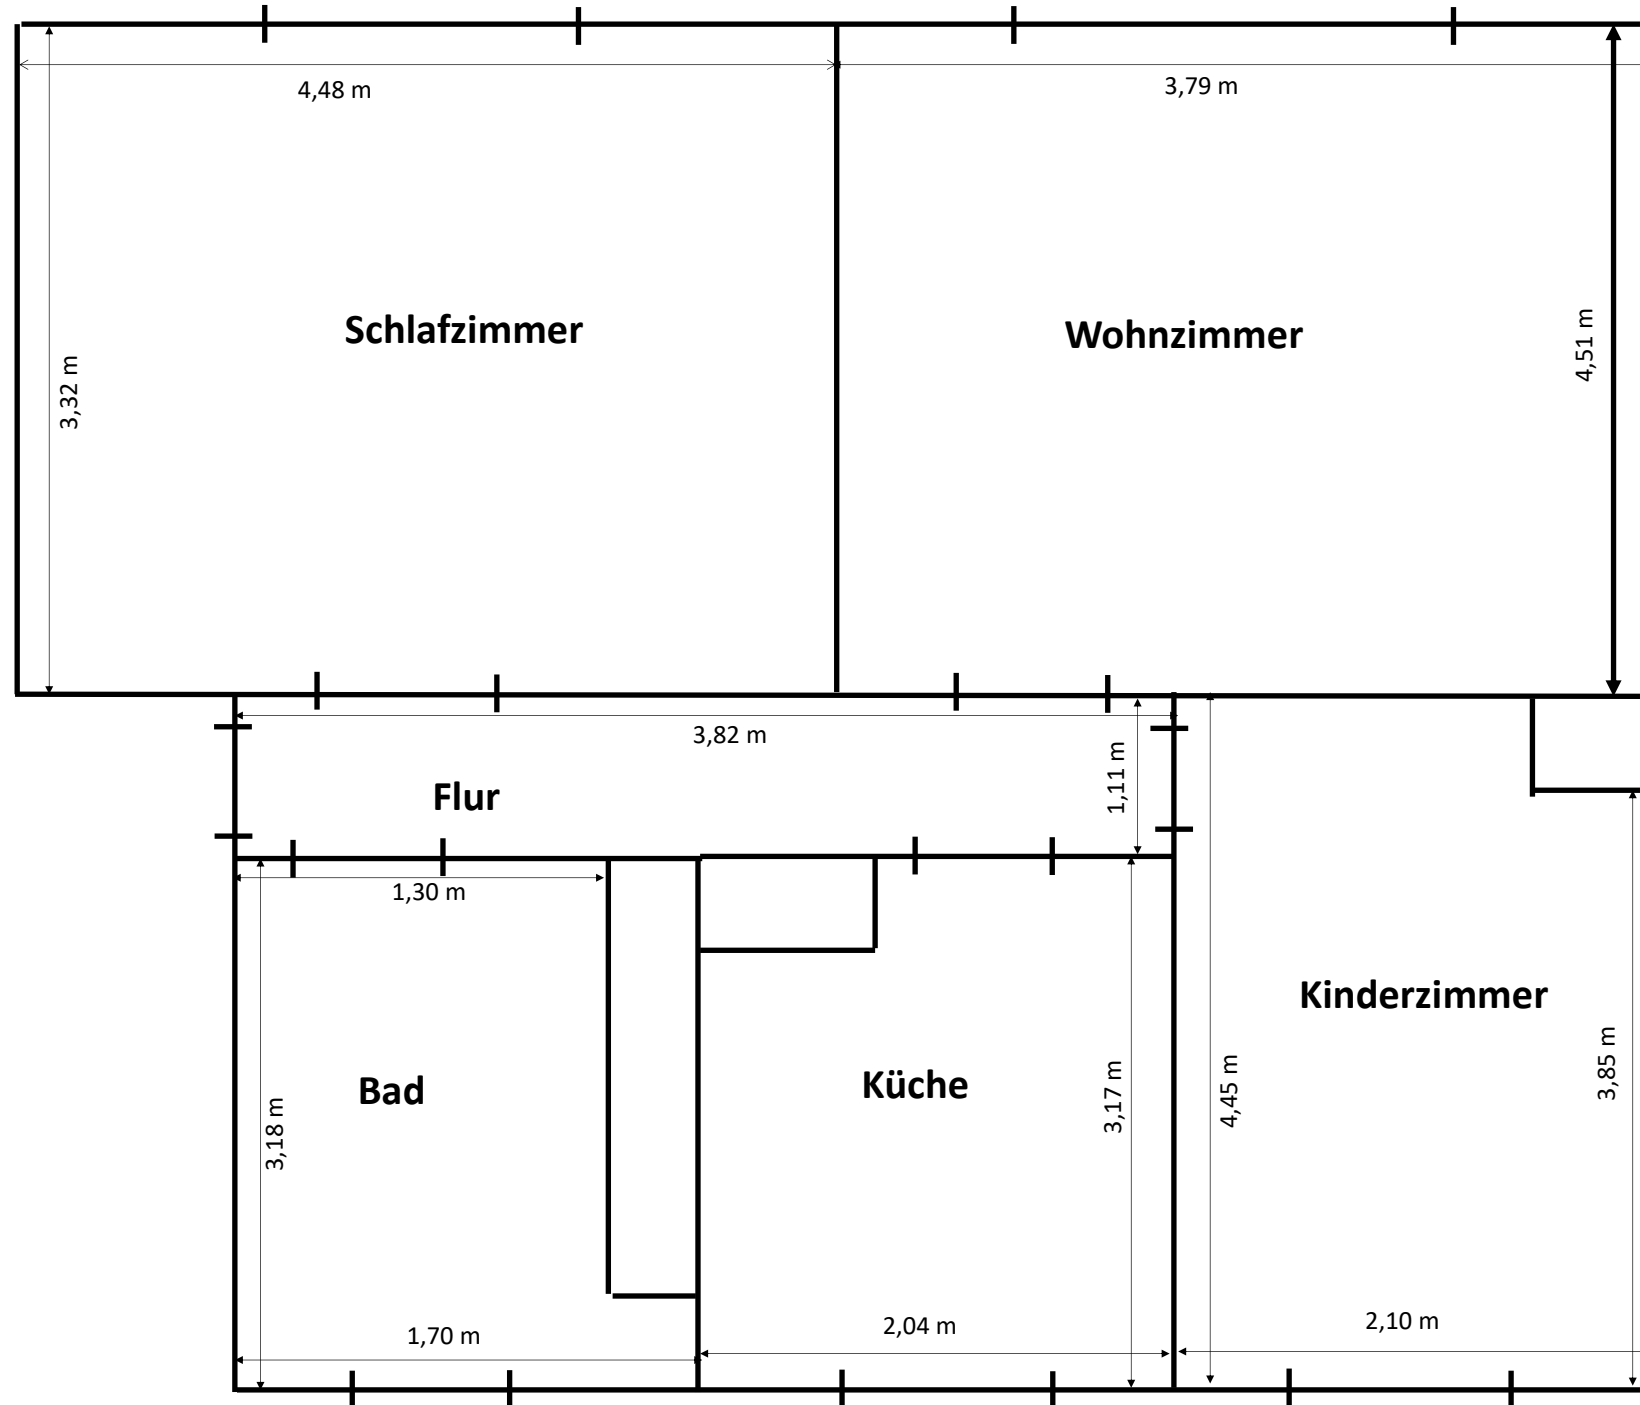 4,48 m
3,79 m
Schlafzimmer
Wohnzimmer
3,32 m
4,51 m
3,82 m
Flur
1,11 m
1,30 m
Kinderzimmer
Bad
Küche
3,18 m
3,17 m
4,45 m
3,85 m
1,70 m
2,04 m
2,10 m